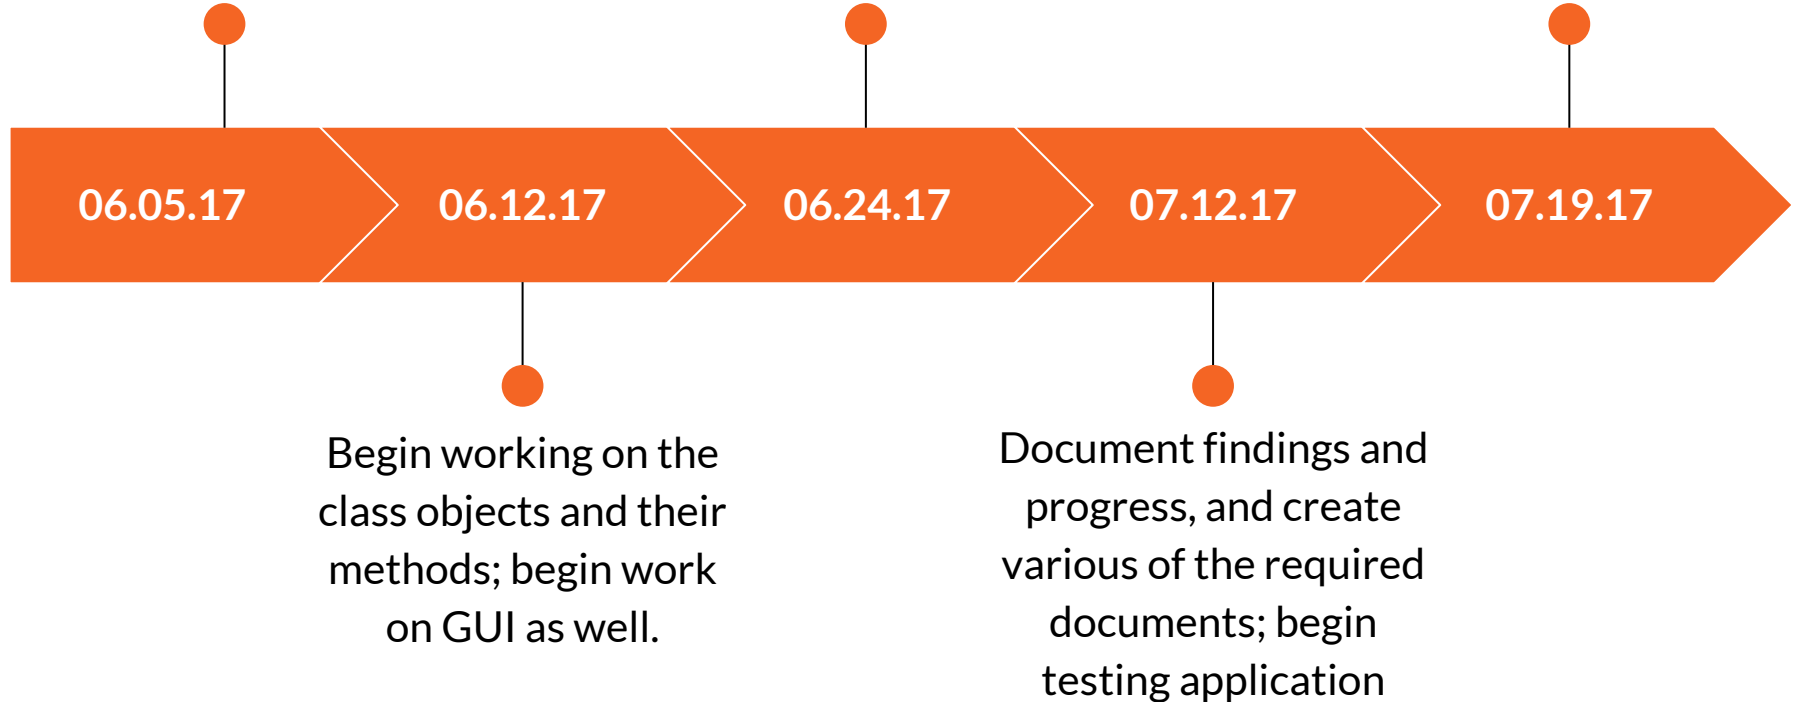 06.05.17
06.12.17
06.24.17
07.12.17
07.19.17
Begin working on the
class objects and their
methods; begin work
on GUI as well.
Document findings and
progress, and create
various of the required
documents; begin
testing application